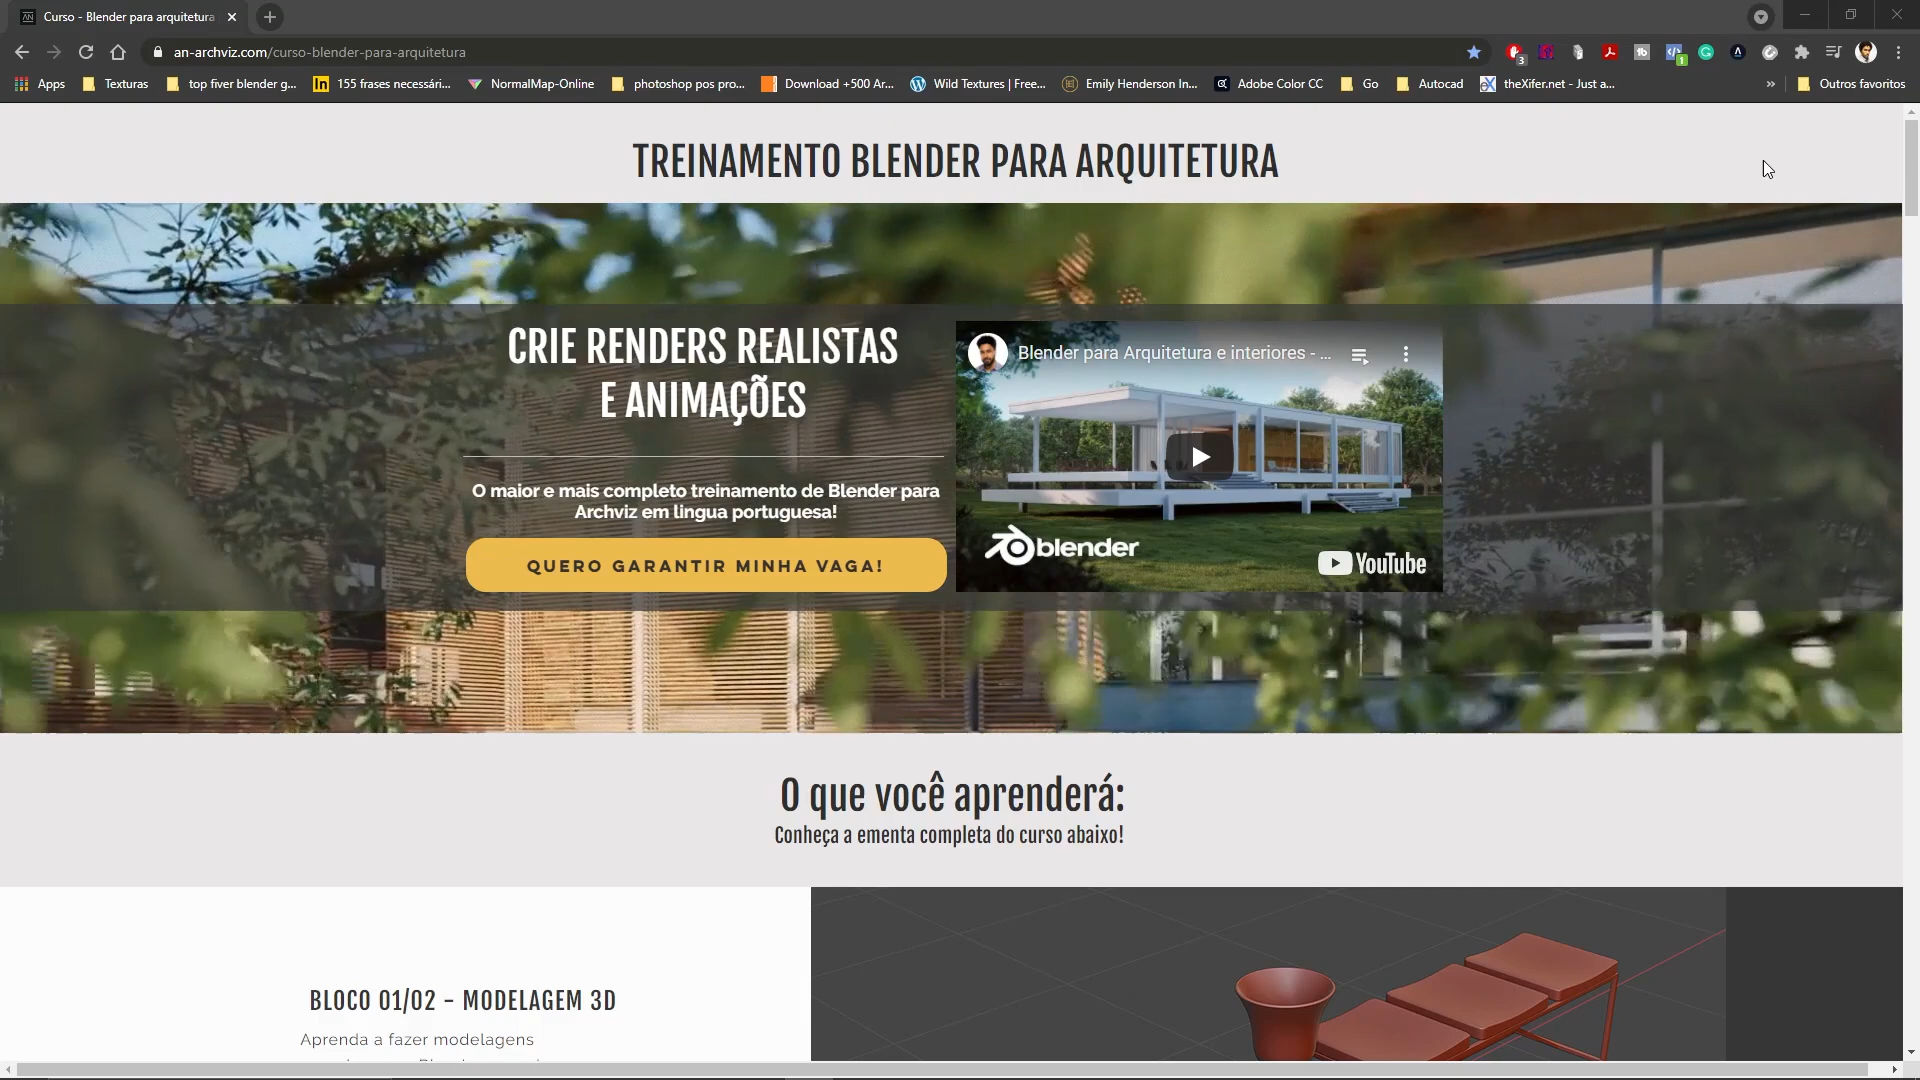 Curso - Blender para arquitetura
an-archviz.com/curso-blender-para-arquitetura
3
1
Apps
Texturas
top fiver blender g...
In
155 frases necessári...
NormalMap-Online
photoshop pos pro...
Download +500 Ar...
Wild Textures | Free...
Emily Henderson In...
Adobe Color CC
Go
Autocad
theXifer.net - Just a...
»
Outros favoritos
TREINAMENTO BLENDER PARA ARQUITETURA
CRIE RENDERS REALISTAS
E ANIMAÇÕES
O maior e mais completo treinamento de Blender para
Archviz em lingua portuguesa!
QUERO GARANTIR MINHA VAGA!
Blender para Arquitetura e interiores - ...
blender
YouTube
O que você aprenderá:
Conheça a ementa completa do curso abaixo!
BLOCO 01/02 - MODELAGEM 3D
Aprenda a fazer modelagens